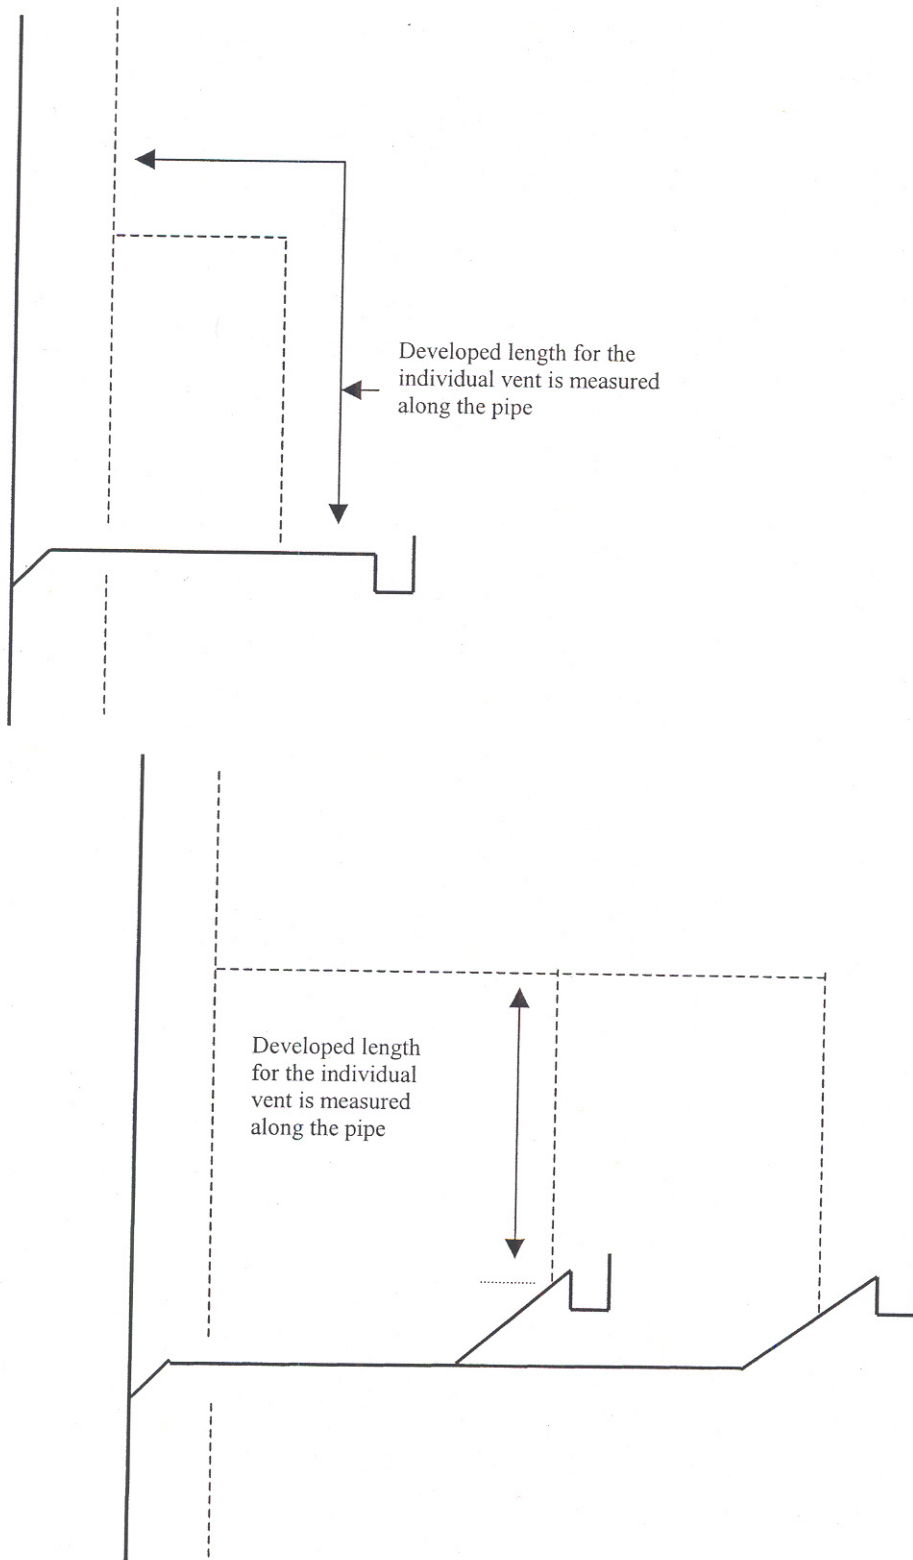 Developed length for the
individual vent is measured
along the pipe
Developed length
for the individual
vent is measured
along the pipe